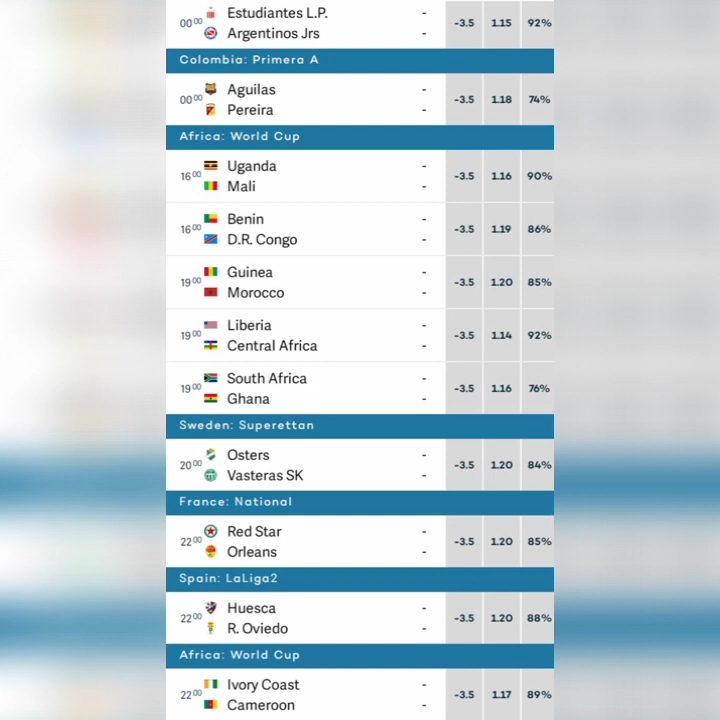 Estudiantes L.P. -
00:00 -3.5 1.15 92%
Argentinos Jrs -
Colombia: Primera A
Aguilas -
00:00 -3.5 1.18 74%
Pereira -
Africa: World Cup
Uganda -
16:00 -3.5 1.16 90%
Mali -
Benin -
16:00 -3.5 1.19 86%
D.R. Congo -
Guinea -
19:00 -3.5 1.20 85%
Morocco -
Liberia -
19:00 -3.5 1.14 92%
Central Africa -
South Africa -
19:00 -3.5 1.16 76%
Ghana -
Sweden: Superettan
Osters -
20:00 -3.5 1.20 84%
Vasteras SK -
France: National
Red Star -
22:00 -3.5 1.20 85%
Orleans -
Spain: LaLiga2
Huesca -
22:00 -3.5 1.20 88%
R. Oviedo -
Africa: World Cup
Ivory Coast -
22:00 -3.5 1.17 89%
Cameroon -